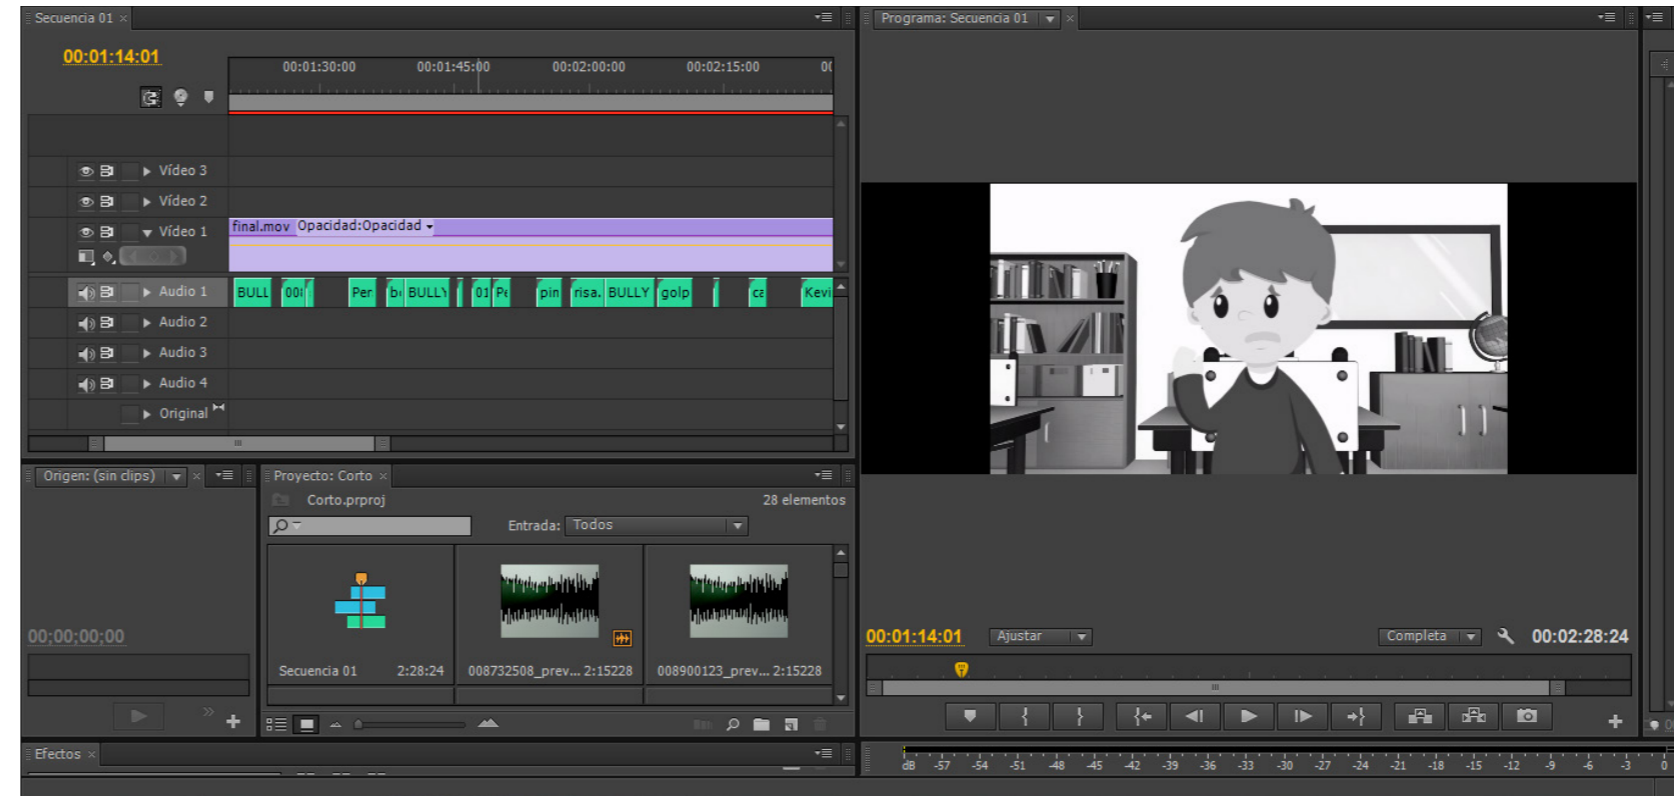 Secuencia 01
00:01:14:01
00:01:30:00 00:01:45:00 00:02:00:00 00:02:15:00
Vídeo 3
Vídeo 2
Vídeo 1
final.mov Opacidad:Opacidad
Audio 1
BULL Per BULLY 01 pin risa. BULLY golp ca Kevi
Audio 2
Audio 3
Audio 4
Original
Programa: Secuencia 01
00:01:14:01 Ajustar Completa 00:02:28:24
Origen: (sin clips)
00;00;00;00
Proyecto: Corto
Corto.prproj 28 elementos
Entrada: Todos
Secuencia 01 2:28:24 008732508_prev... 2:15228 008900123_prev... 2:15228
Efectos
dB -57 -54 -51 -48 -45 -42 -39 -36 -33 -30 -27 -24 -21 -18 -15 -12 -9 -6 -3 0